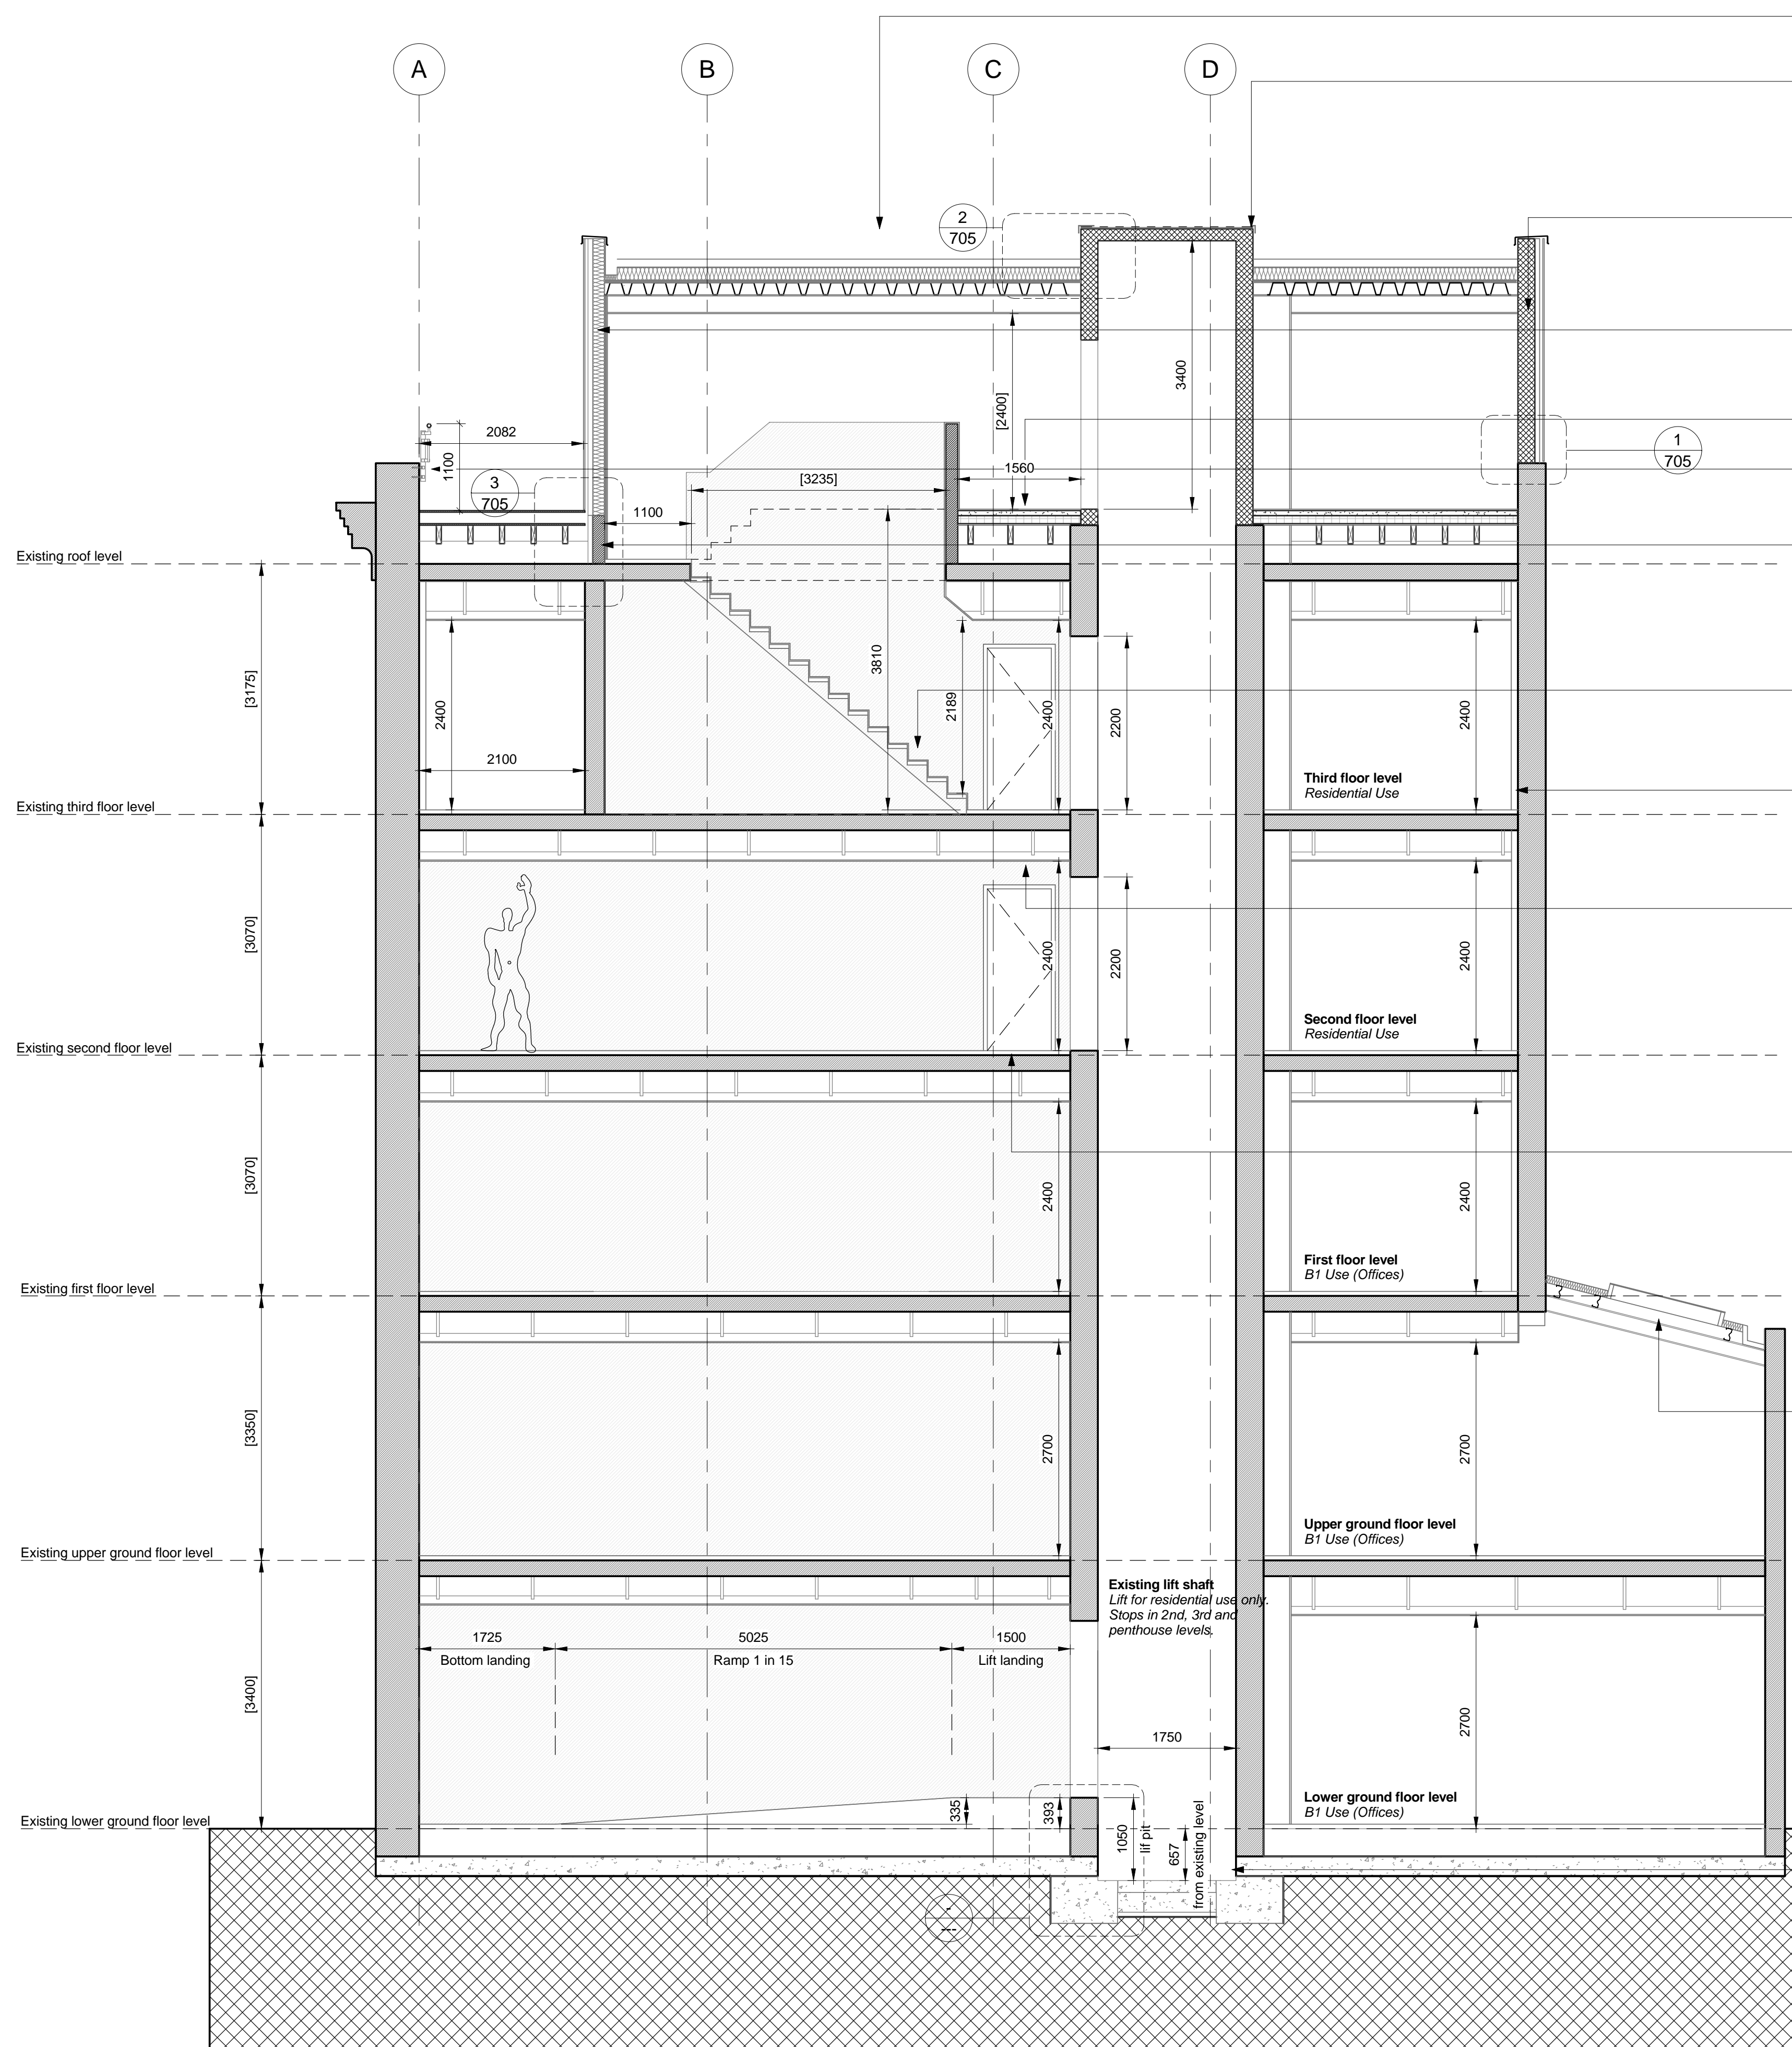 A
B
C
D
2
705
3400
[2400]
2082
1100
1
705
3
705
[3235]
1560
1100
Existing roof level
[3175]
2400
3810
2189
2400
2200
2400
2100
Third floor level
Residential Use
Existing third floor level
[3070]
2400
2200
2400
Second floor level
Residential Use
Existing second floor level
[3070]
2400
2400
First floor level
B1 Use (Offices)
Existing first floor level
[3350]
2700
2700
Upper ground floor level
B1 Use (Offices)
Existing upper ground floor level
Existing lift shaft
Lift for residential use only.
Stops in 2nd, 3rd and
penthouse levels.
1725
5025
1500
Bottom landing
Ramp 1 in 15
Lift landing
[3400]
2700
1750
Lower ground floor level
B1 Use (Offices)
335
393
1050
lif pit
657
from existing level
Existing lower ground floor level
-
---